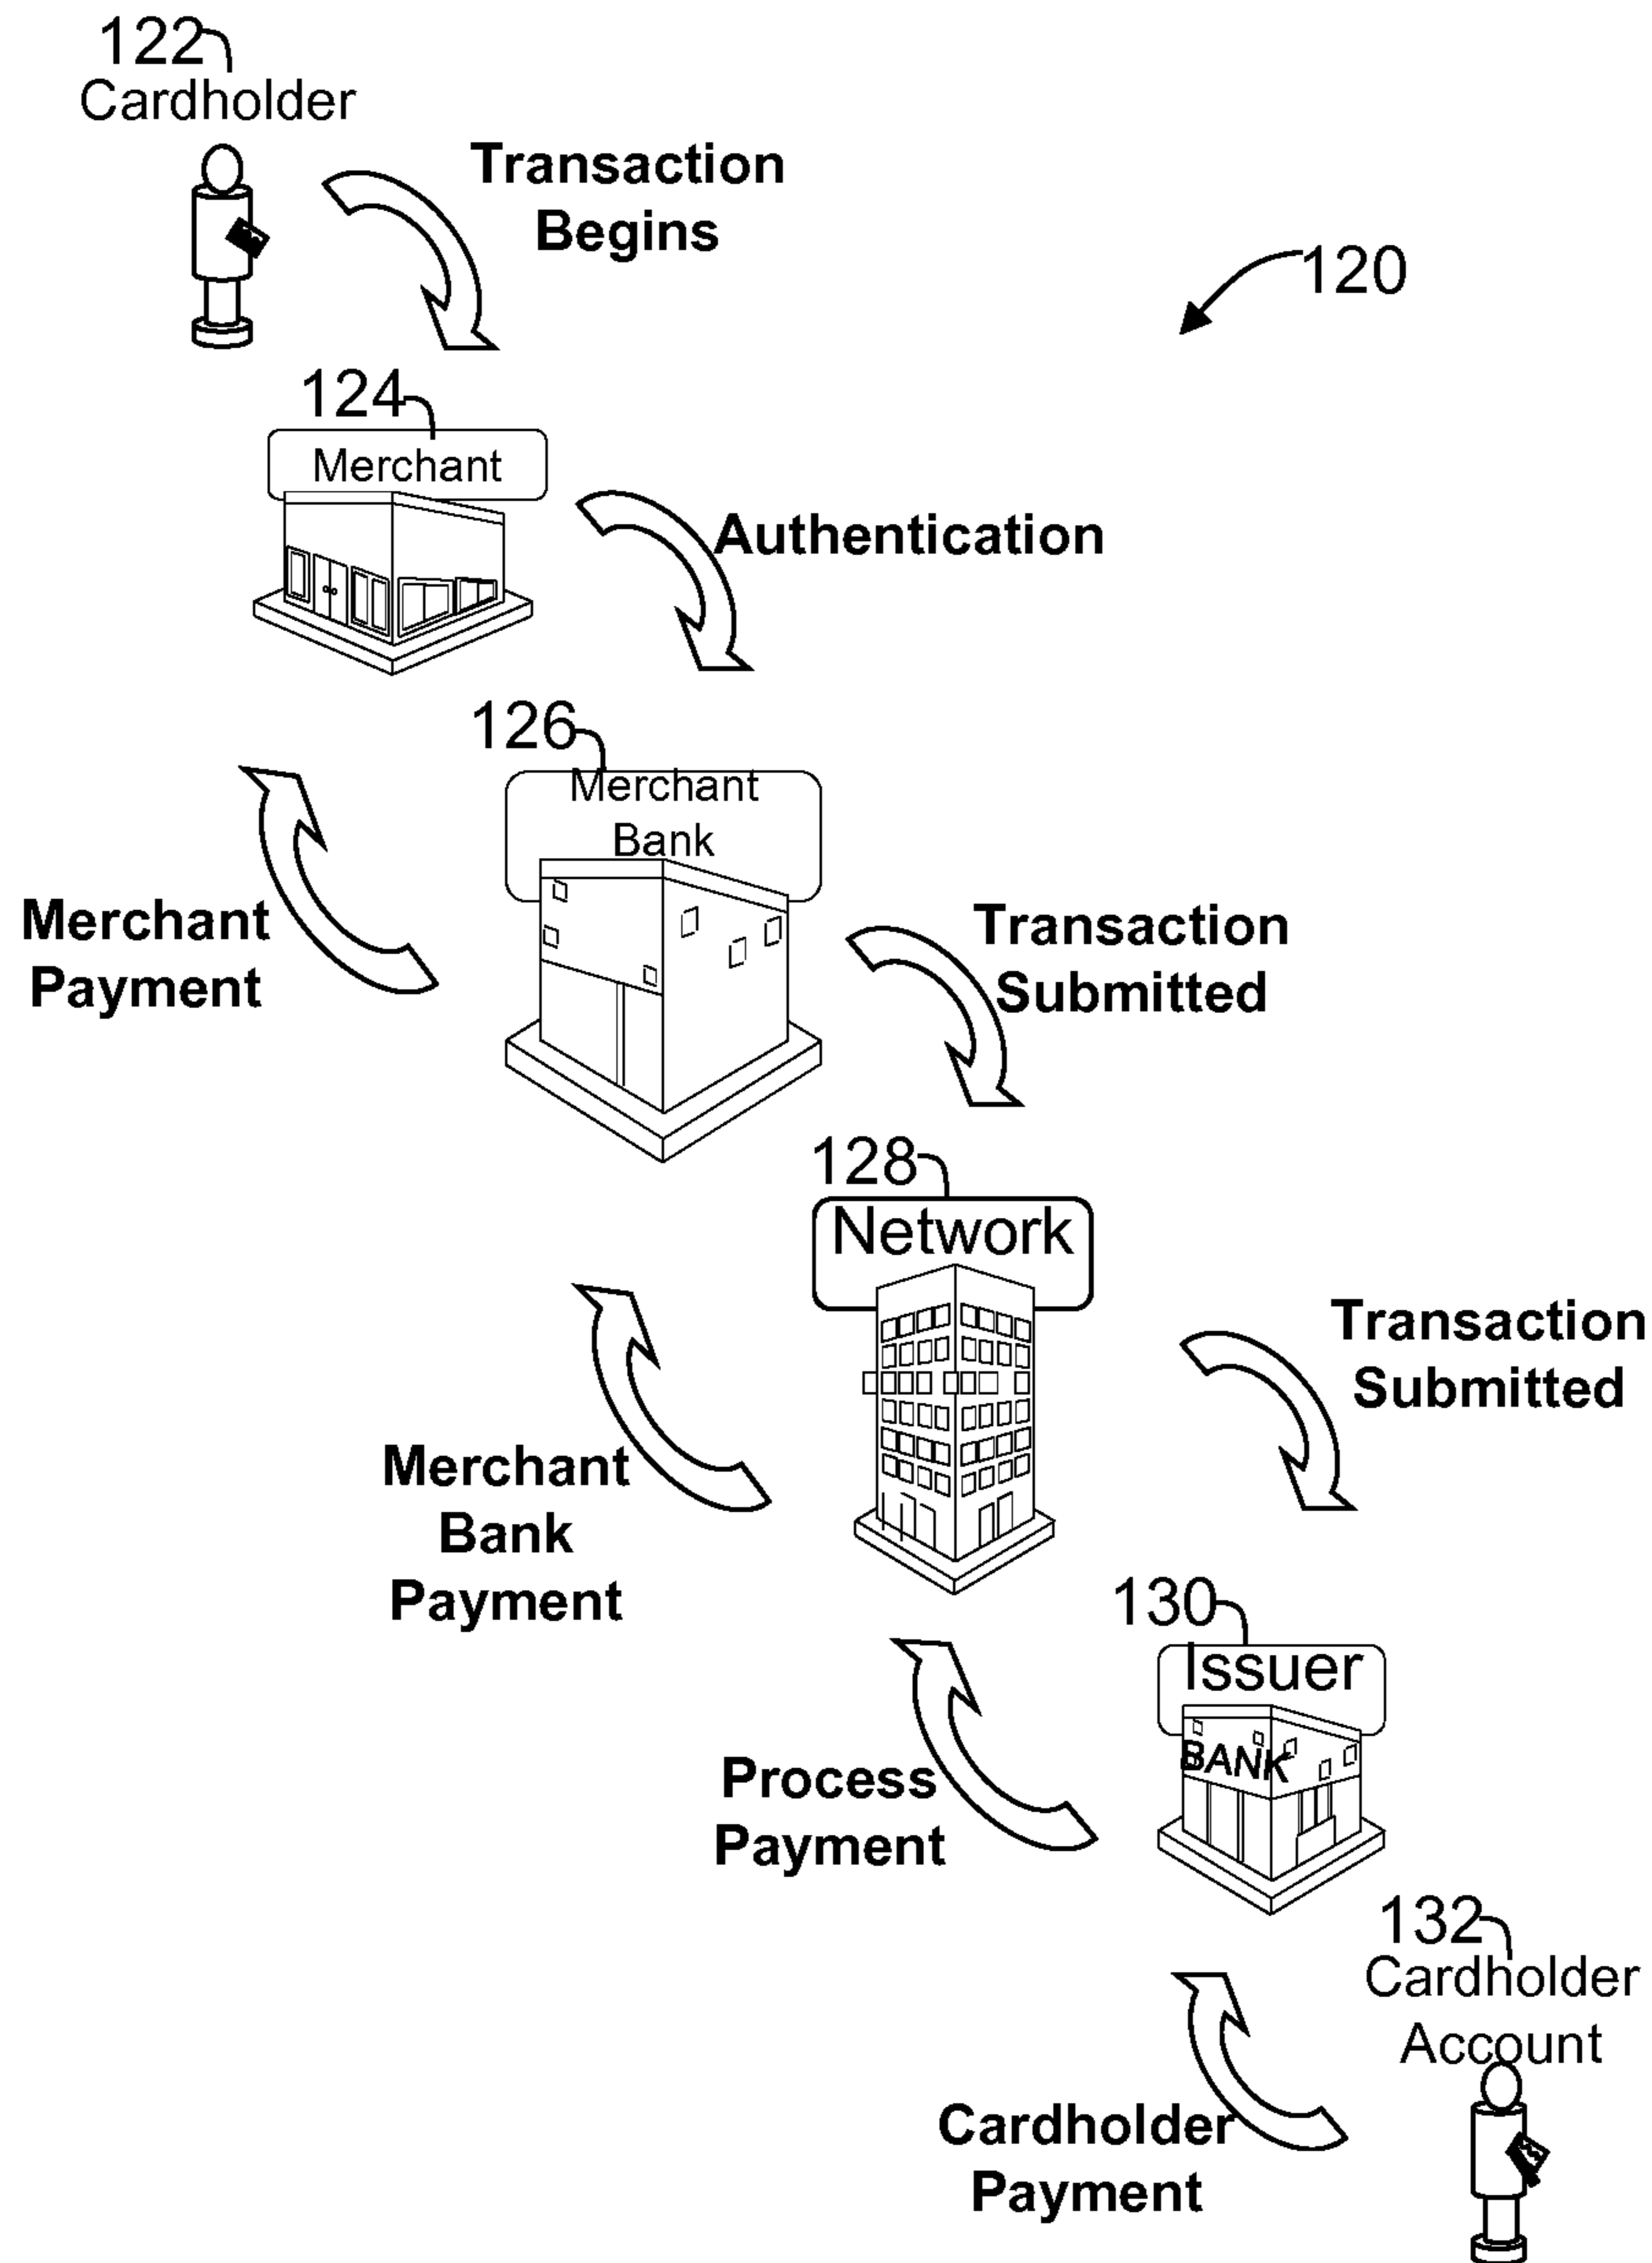 122
Cardholder
Transaction
Begins
120
124
Merchant
Authentication
126
Merchant
Bank
Merchant
Payment
Transaction
Submitted
128
Network
Transaction
Submitted
Merchant
Bank
Payment
130
Issuer
BANK
Process
Payment
132
Cardholder
Account
Cardholder
Payment